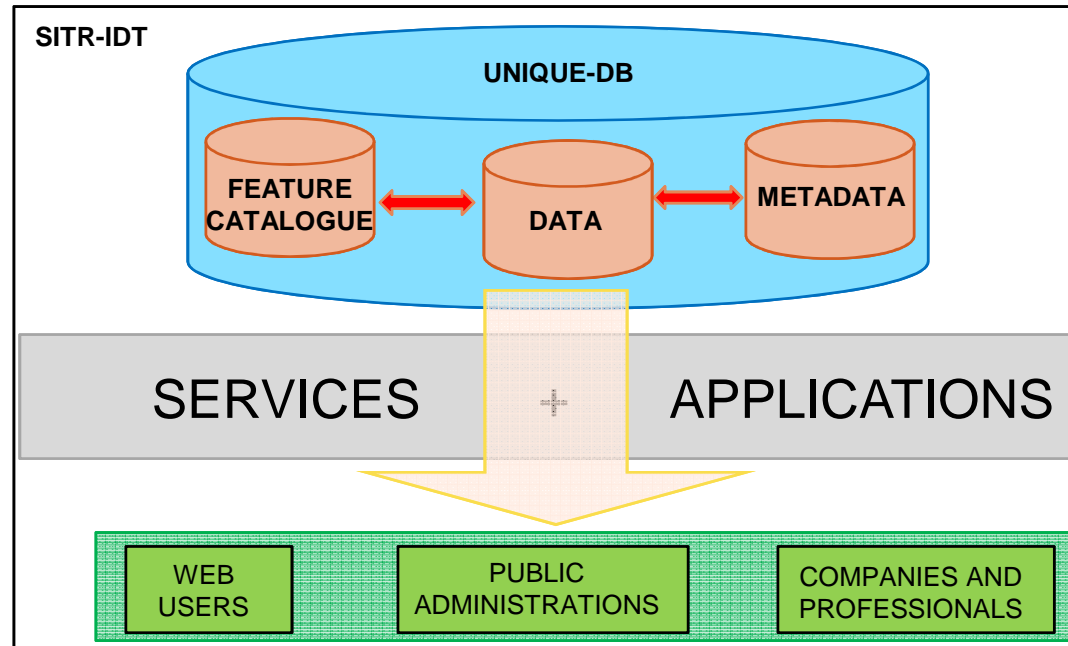 SITR-IDT
UNIQUE-DB
FEATURE
CATALOGUE
DATA
METADATA
SERVICES + APPLICATIONS
WEB
USERS
PUBLIC
ADMINISTRATIONS
COMPANIES AND
PROFESSIONALS